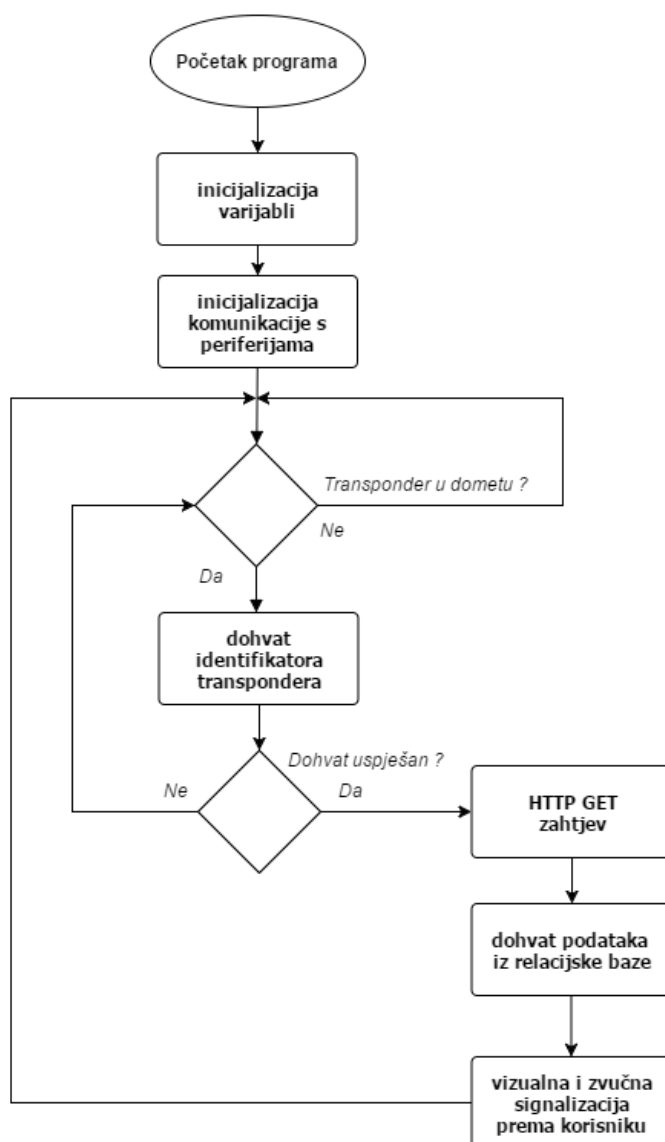 Početak programa
inicijalizacija
varijabli
inicijalizacija
komunikacije s
periferijama
Transponder u dometu ?
Ne
Da
dohvat
identifikatora
transpondera
Dohvat uspješan ?
Ne
Da
HTTP GET
zahtjev
dohvat podataka
iz relacijske baze
vizualna i zvučna
signalizacija
prema korisniku